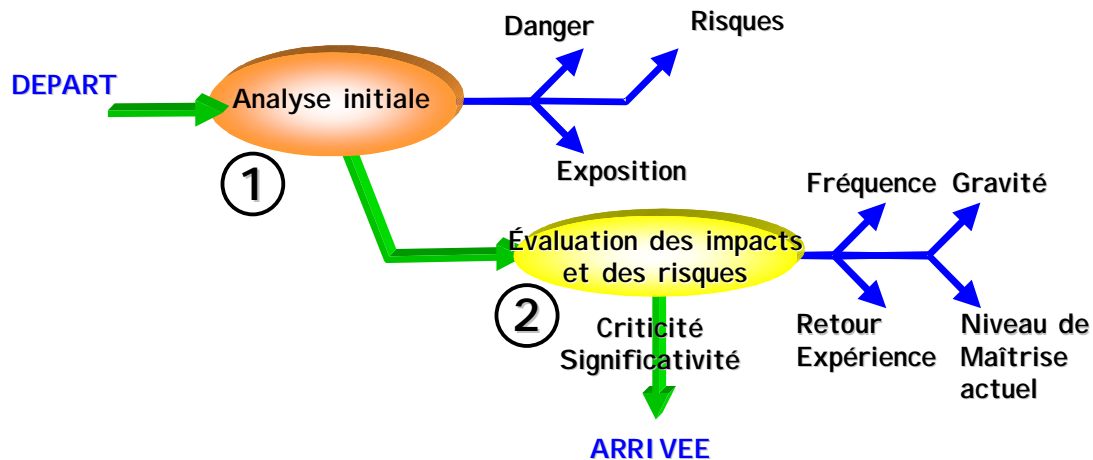 Danger
Risques
DEPART
Analyse initiale
1
Exposition
Fréquence
Gravité
Évaluation des impacts
et des risques
2
Criticité
Significativité
Retour
Expérience
Niveau de
Maîtrise
actuel
ARRIVEE